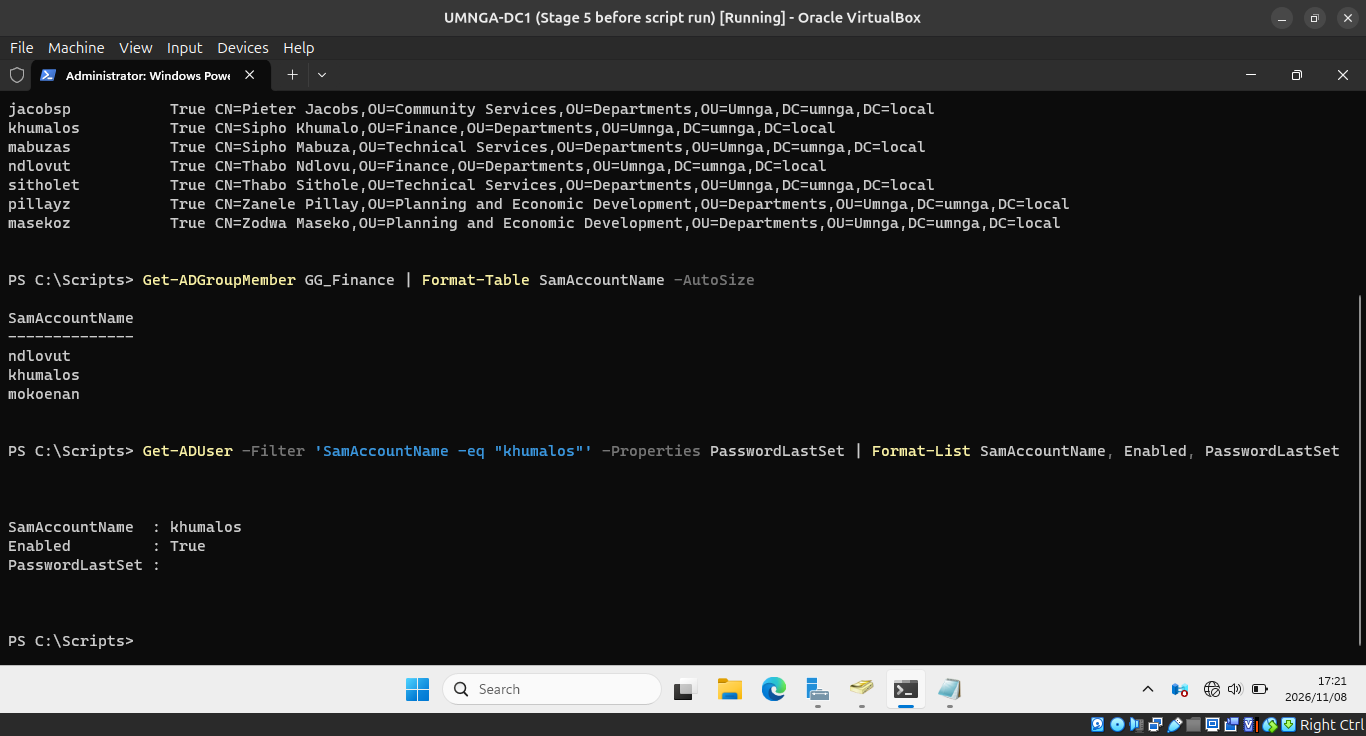 UMNGA-DC1 (Stage 5 before script run) [Running] - Oracle VirtualBox
File Machine View Input Devices Help
Administrator: Windows Powe
jacobsp True CN=Pieter Jacobs,OU=Community Services,OU=Departments,OU=Umnga,DC=umnga,DC=local
khumalos True CN=Sipho Khumalo,OU=Finance,OU=Departments,OU=Umnga,DC=umnga,DC=local
mabuzas True CN=Sipho Mabuza,OU=Technical Services,OU=Departments,OU=Umnga,DC=umnga,DC=local
ndlovut True CN=Thabo Ndlovu,OU=Finance,OU=Departments,OU=Umnga,DC=umnga,DC=local
sitholet True CN=Thabo Sithole,OU=Technical Services,OU=Departments,OU=Umnga,DC=umnga,DC=local
pillayz True CN=Zanele Pillay,OU=Planning and Economic Development,OU=Departments,OU=Umnga,DC=umnga,DC=local
masekoz True CN=Zodwa Maseko,OU=Planning and Economic Development,OU=Departments,OU=Umnga,DC=umnga,DC=local
PS C:\Scripts> Get-ADGroupMember GG_Finance | Format-Table SamAccountName -AutoSize
SamAccountName
--------------
ndlovut
khumalos
mokoenan
PS C:\Scripts> Get-ADUser -Filter 'SamAccountName -eq "khumalos"' -Properties PasswordLastSet | Format-List SamAccountName, Enabled, PasswordLastSet
SamAccountName : khumalos
Enabled : True
PasswordLastSet :
PS C:\Scripts>
Search
17:21
2026/11/08
Right Ctrl